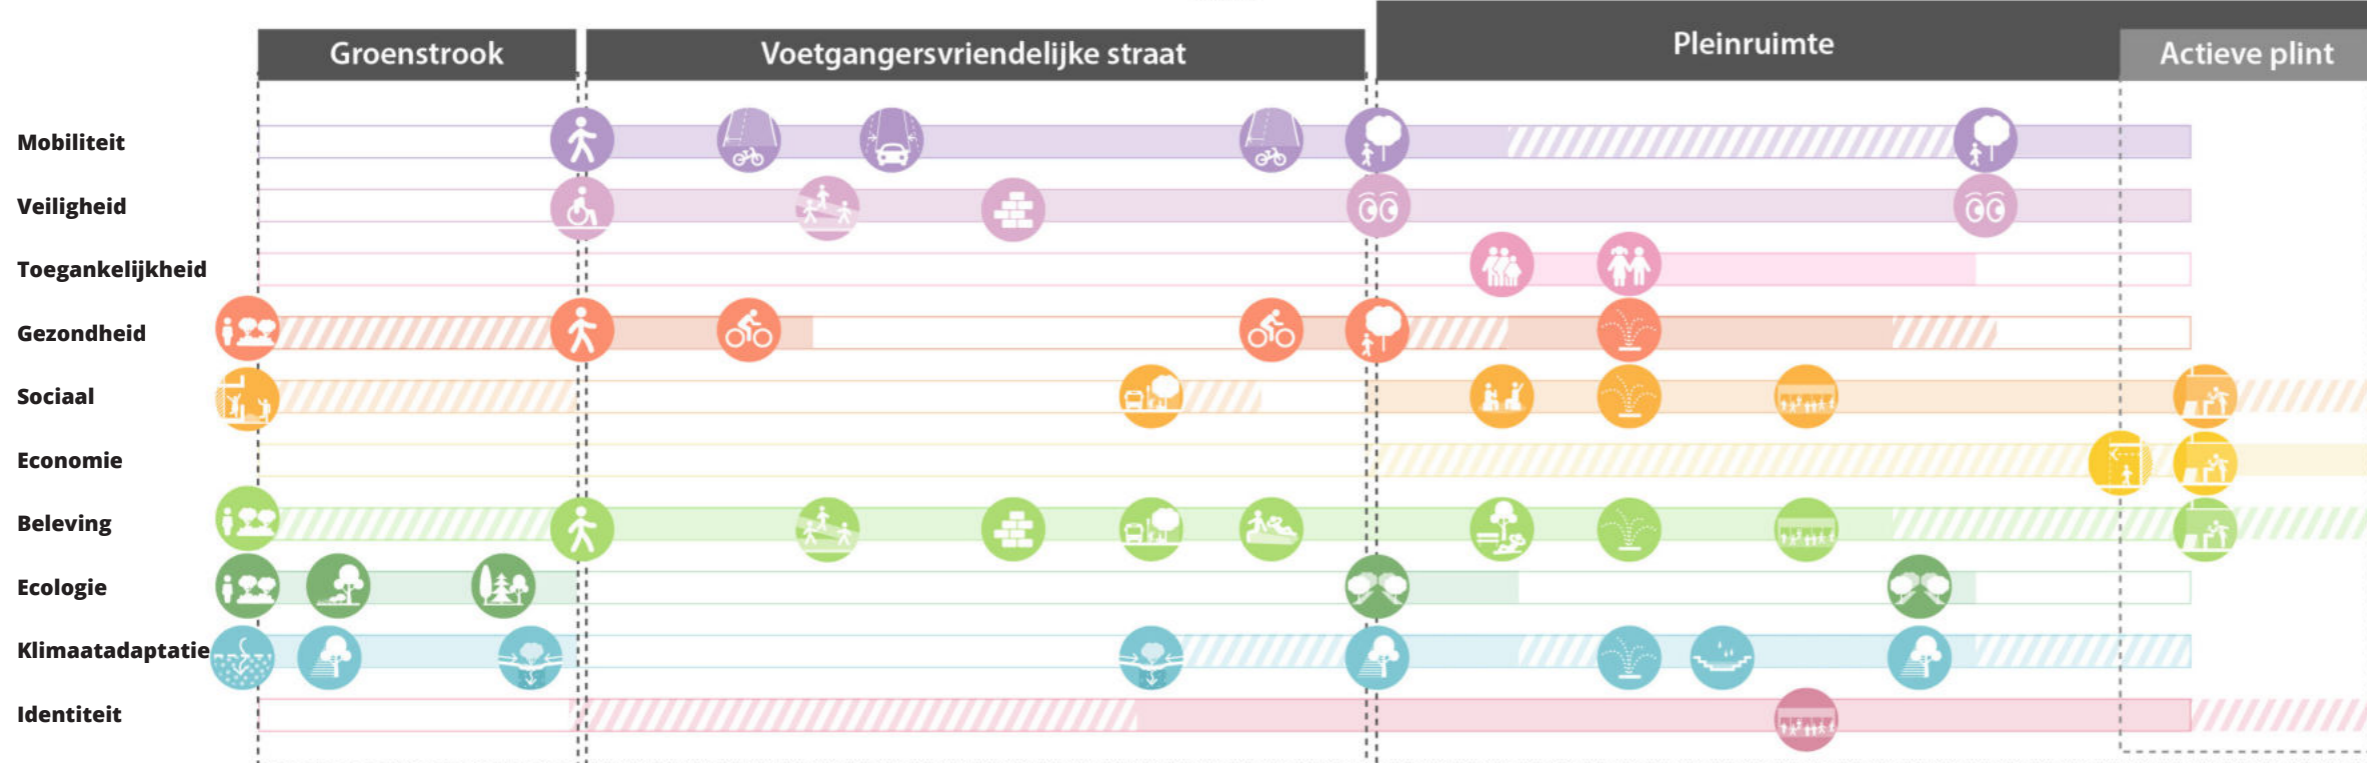 Groenstrook
Voetgangersvriendelijke straat
Pleinruimte
Actieve plint
Mobiliteit
Veiligheid
Toegankelijkheid
Gezondheid
Sociaal
Economie
Beleving
Ecologie
Klimaatadaptatie
Identiteit